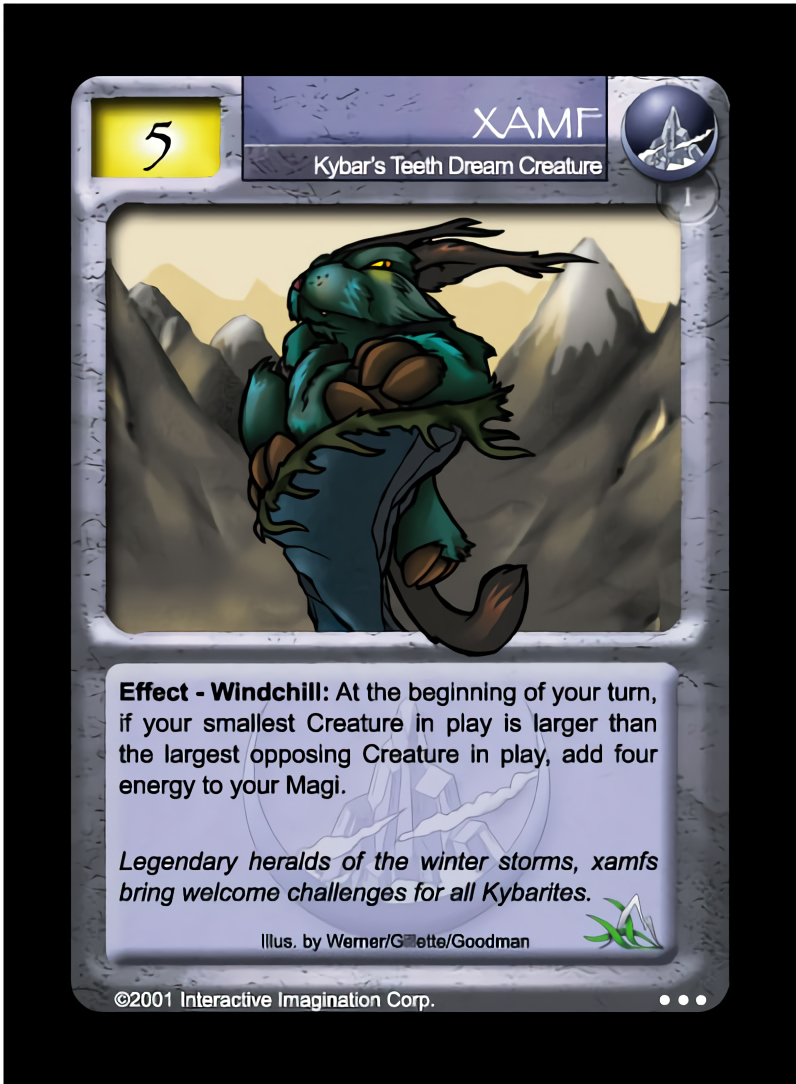 5
XAMF
Kybar's Teeth Dream Creature
1
Effect - Windchill: At the beginning of your turn,
if your smallest Creature in play is larger than
the largest opposing Creature in play, add four
energy to your Magi.
Legendary heralds of the winter storms, xamfs
bring welcome challenges for all Kybarites.
Illus. by Goodman
©2001 Interactive Imagination Corp.